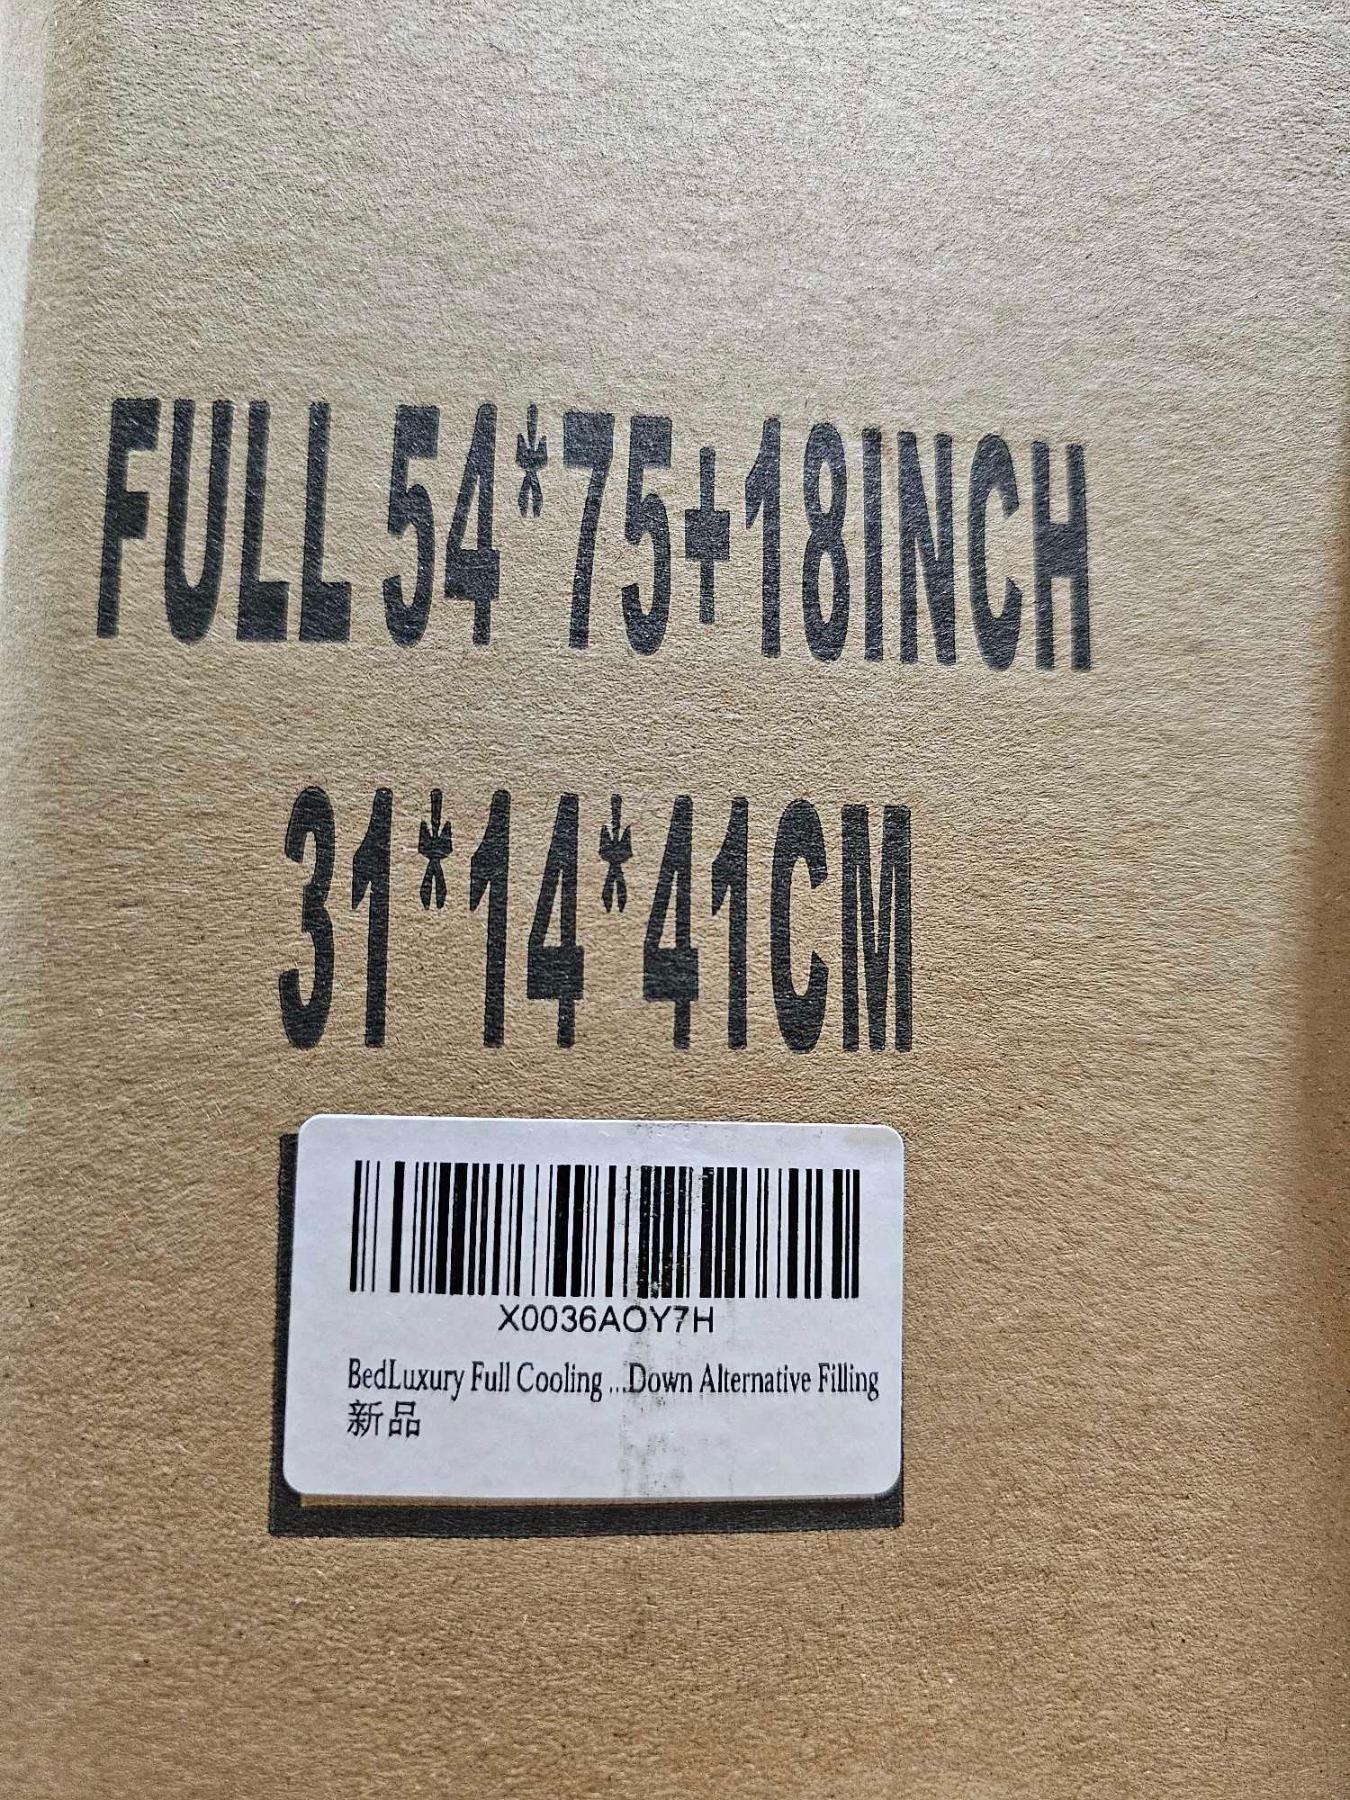 FULL 54*75+18INCH
31*14*41CM
X0036AOY7H
BedLuxury Full Cooling ...Down Alternative Filling
新品